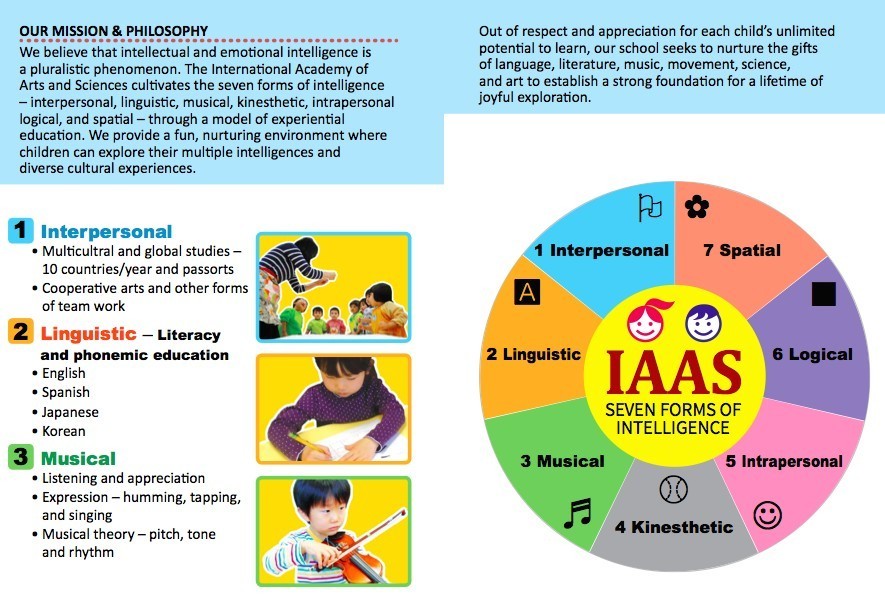 OUR MISSION & PHILOSOPHY
We believe that intellectual and emotional intelligence is
a pluralistic phenomenon. The International Academy of
Arts and Sciences cultivates the seven forms of intelligence
– interpersonal, linguistic, musical, kinesthetic, intrapersonal
logical, and spatial – through a model of experiential
education. We provide a fun, nurturing environment where
children can explore their multiple intelligences and
diverse cultural experiences.
Out of respect and appreciation for each child's unlimited
potential to learn, our school seeks to nurture the gifts
of language, literature, music, movement, science,
and art to establish a strong foundation for a lifetime of
joyful exploration.
1 Interpersonal
• Multicultral and global studies –
10 countries/year and passorts
• Cooperative arts and other forms
of team work
2 Linguistic – Literacy
and phonemic education
• English
• Spanish
• Japanese
• Korean
3 Musical
• Listening and appreciation
• Expression – humming, tapping,
and singing
• Musical theory – pitch, tone
and rhythm
1 Interpersonal
7 Spatial
A
2 Linguistic
6 Logical
IAAS
SEVEN FORMS OF
INTELLIGENCE
3 Musical
5 Intrapersonal
4 Kinesthetic